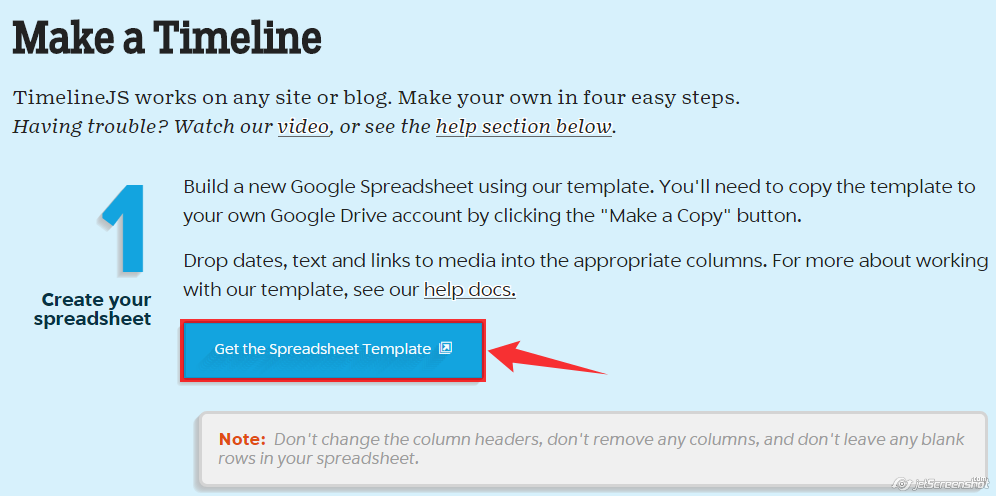 Make a Timeline
TimelineJS works on any site or blog. Make your own in four easy steps.
Having trouble? Watch our video, or see the help section below.
1
Create your
spreadsheet
Build a new Google Spreadsheet using our template. You'll need to copy the template to
your own Google Drive account by clicking the "Make a Copy" button.
Drop dates, text and links to media into the appropriate columns. For more about working
with our template, see our help docs.
Get the Spreadsheet Template
Note: Don't change the column headers, don't remove any columns, and don't leave any blank
rows in your spreadsheet.
jetScreenshot